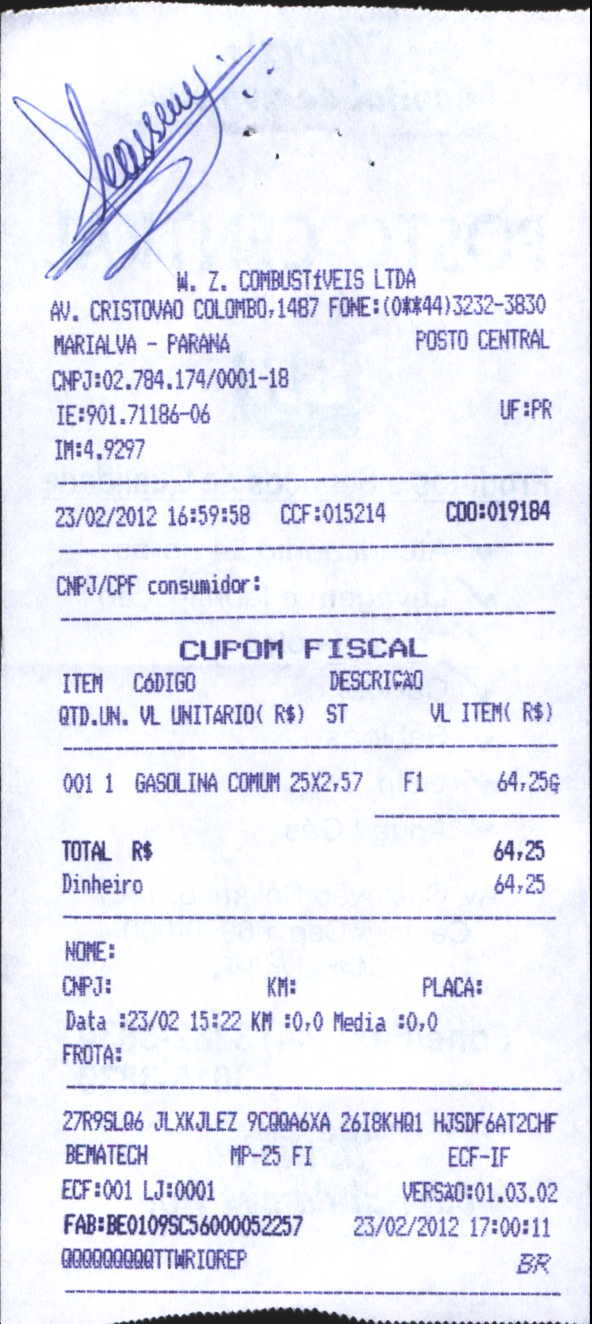 W. Z. COMBUSTíVEIS LTDA
AV. CRISTOVAO COLOMBO,1487 FONE:(0**44)3232-3830
MARIALVA - PARANA POSTO CENTRAL
CNPJ:02.784.174/0001-18
IE:901.71186-06 UF:PR
IM:4.9297
23/02/2012 16:59:58 CCF:015214 COO:019184
CNPJ/CPF consumidor:
CUPOM FISCAL
ITEM CóDIGO DESCRIÇÃO
QTD.UN. VL UNITÁRIO( R$) ST VL ITEM( R$)
001 1 GASOLINA COMUM 25X2,57 F1 64,25G
TOTAL R$ 64,25
Dinheiro 64,25
NOME:
CNPJ: KM: PLACA:
Data :23/02 15:22 KM :0,0 Media :0,0
FROTA:
27R9SLQ6 JLXKJLEZ 9CQQA6XA 26I8KHQ1 HJSDF6AT2CHF
BEMATECH MP-25 FI ECF-IF
ECF:001 LJ:0001 VERSAO:01.03.02
FAB:BE0109SC56000052257 23/02/2012 17:00:11
QQQQQQQQQTTWRIOREP BR